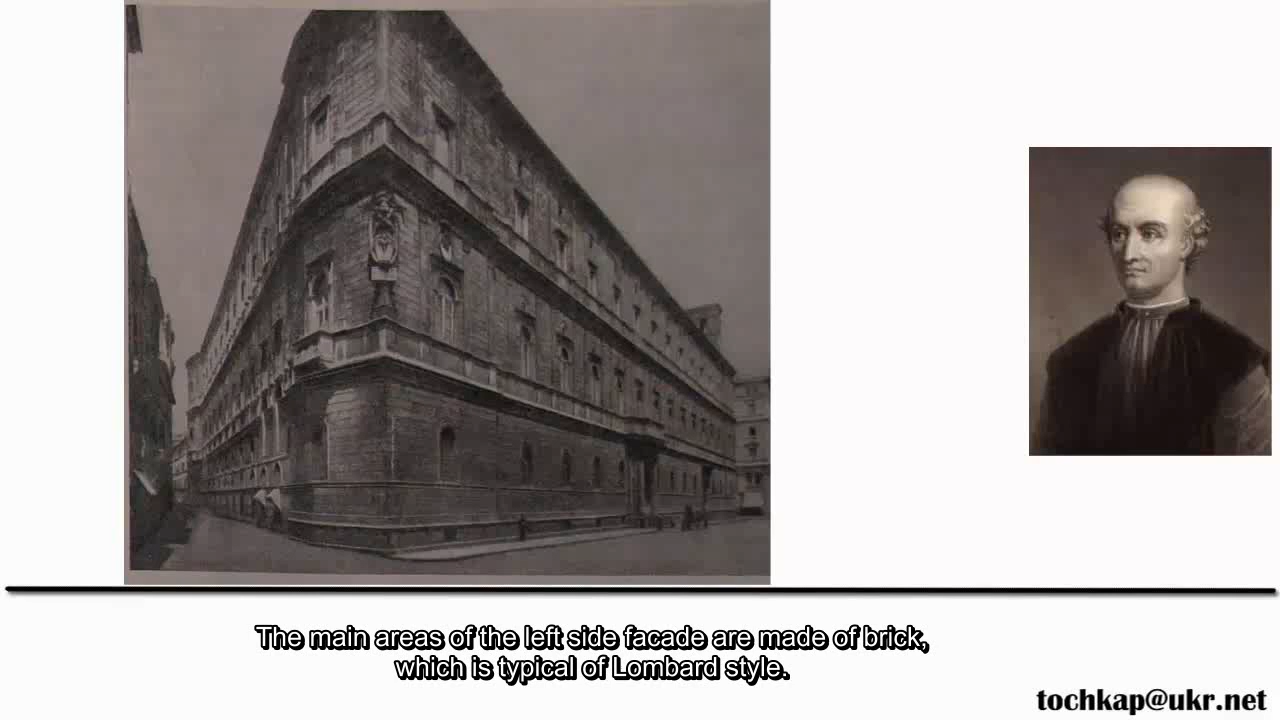 The main areas of the left side facade are made of brick,
which is typical of Lombard style.
tochkap@ukr.net